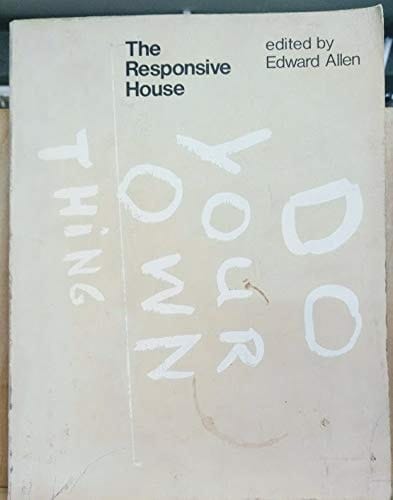 The
Responsive
House
edited by
Edward Allen
DO
YOUR
OWN
THiNG